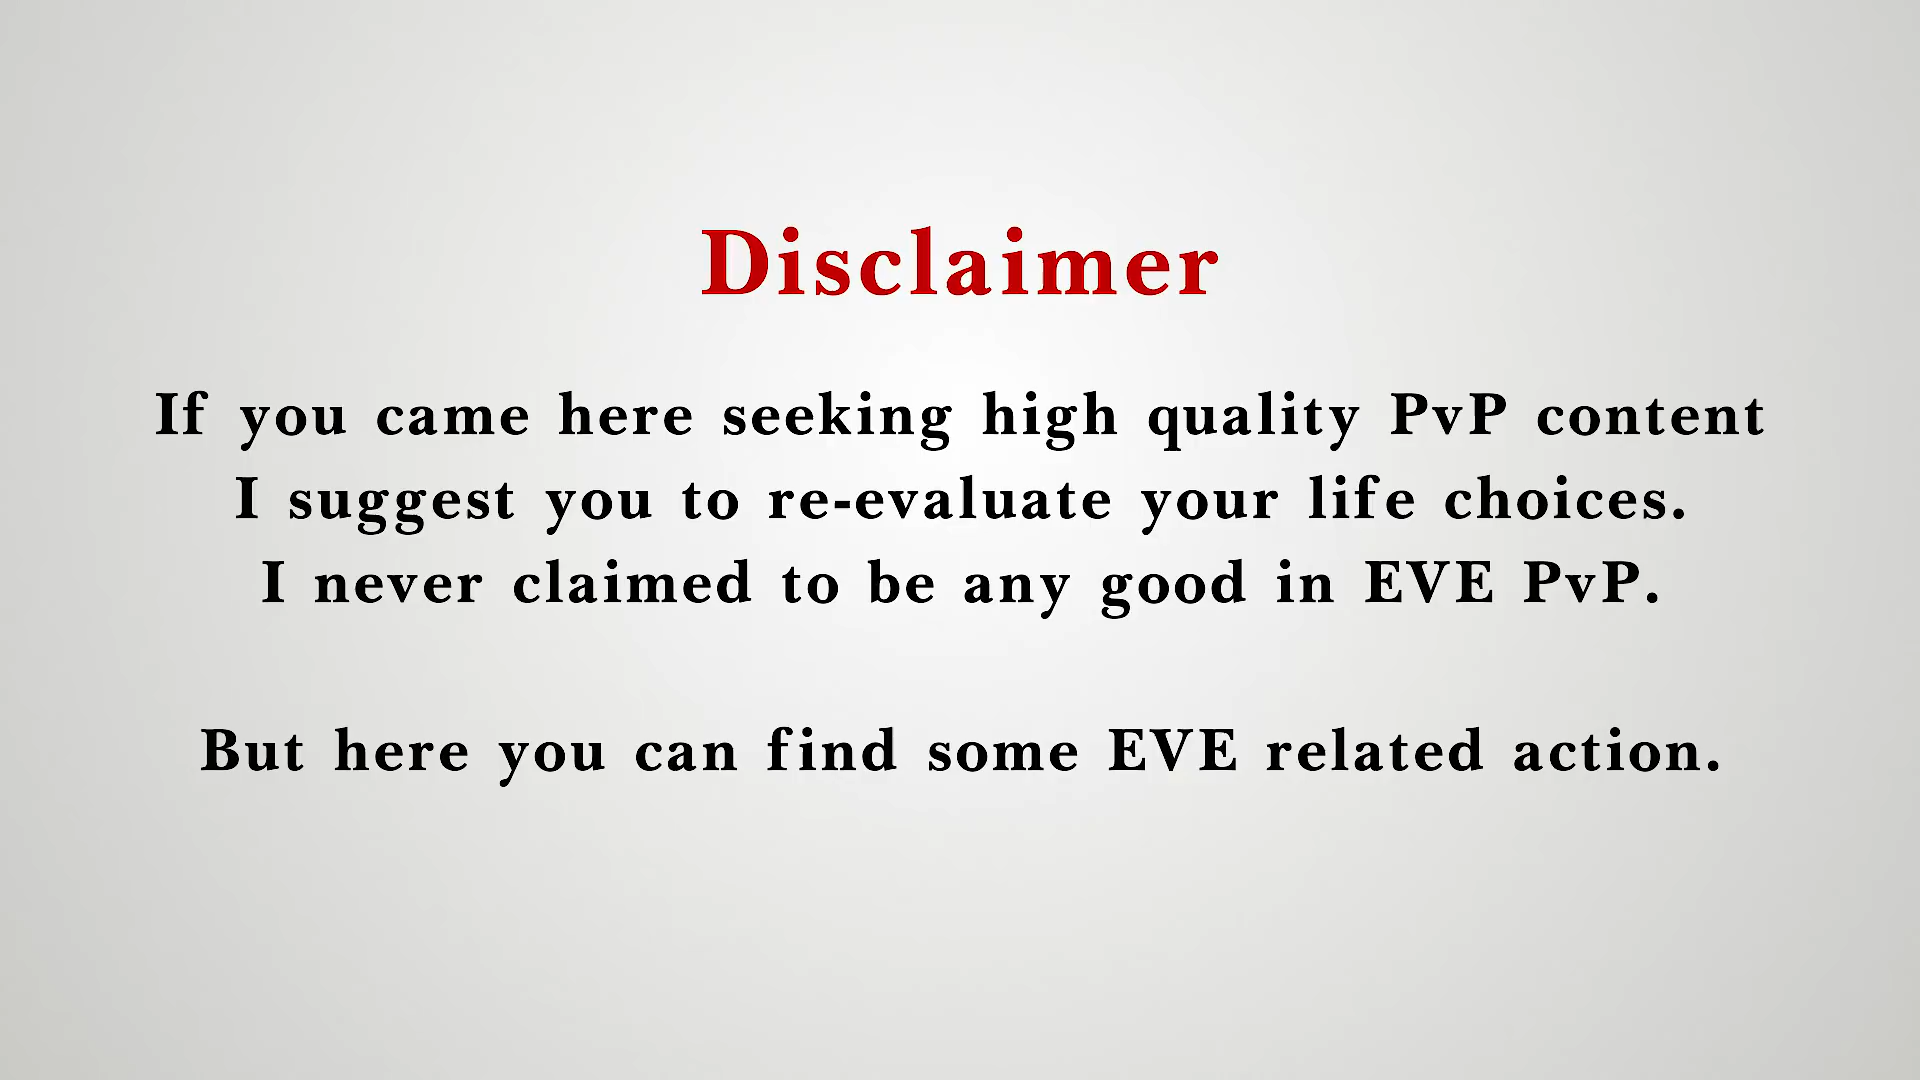 Disclaimer
If you came here seeking high quality PvP content
I suggest you to re-evaluate your life choices.
I never claimed to be any good in EVE PvP.
But here you can find some EVE related action.